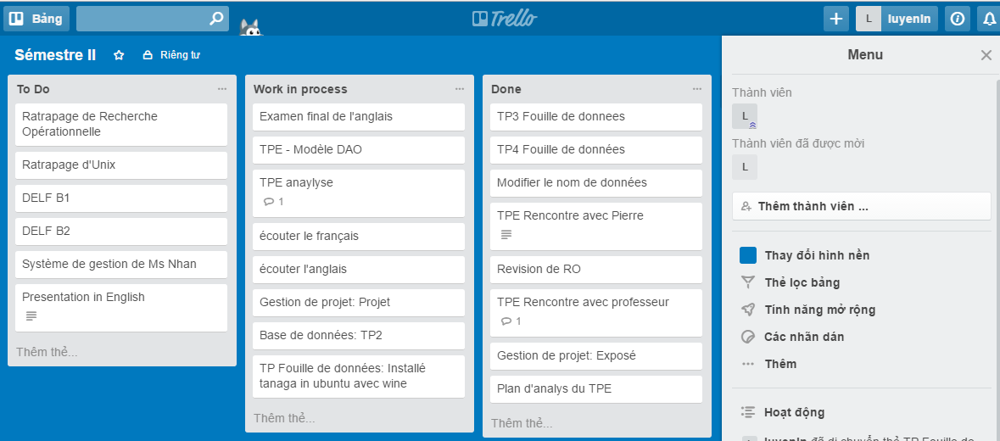 Bảng
Trello
L
luyenln
Sémestre II
Riêng tư
To Do
Ratrapage de Recherche
Opérationnelle
Ratrapage d'Unix
DELF B1
DELF B2
Système de gestion de Ms Nhan
Presentation in English
Thêm thẻ...
Work in process
Examen final de l'anglais
TPE - Modèle DAO
TPE anaylyse
1
écouter le français
écouter l'anglais
Gestion de projet: Projet
Base de données: TP2
TP Fouille de données: Installé
tanaga in ubuntu avec wine
Thêm thẻ...
Done
TP3 Fouille de donnees
TP4 Fouille de données
Modifier le nom de données
TPE Rencontre avec Pierre
Revision de RO
TPE Rencontre avec professeur
1
Gestion de projet: Exposé
Plan d'analys du TPE
Thêm thẻ...
Menu
Thành viên
L
Thành viên đã được mời
L
Thêm thành viên ...
Thay đổi hình nền
Thẻ lọc bảng
Tính năng mở rộng
Các nhãn dán
Thêm
Hoạt động
luyenln đã di chuyển thẻ TP Fouille de